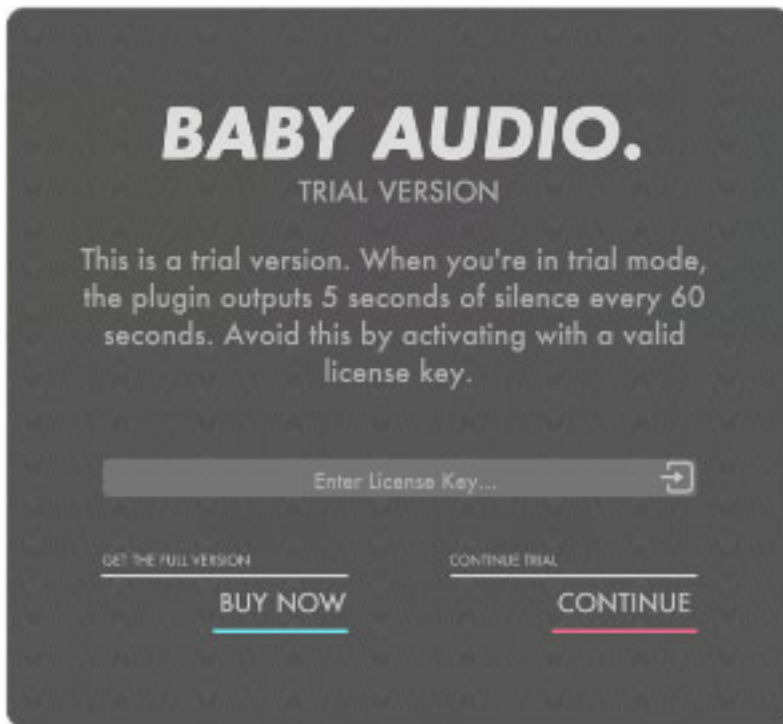 BABY AUDIO.
TRIAL VERSION
This is a trial version. When you're in trial mode,
the plugin outputs 5 seconds of silence every 60
seconds. Avoid this by activating with a valid
license key.
Enter License Key...
GET THE FULL VERSION
BUY NOW
CONTINUE TRIAL
CONTINUE